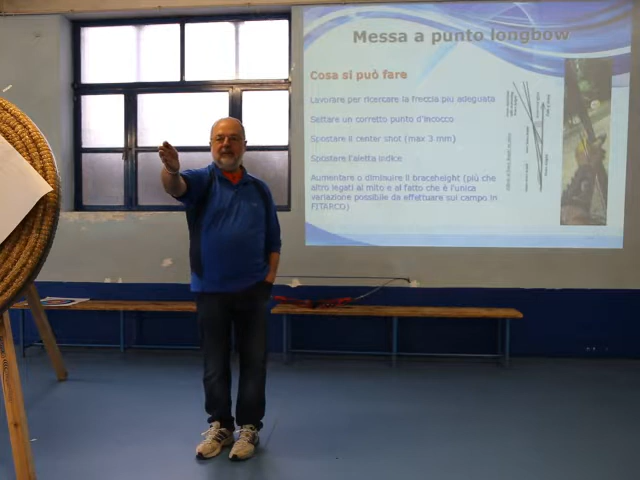 Messa a punto longbow
Cosa si può fare
Lavorare per ricercare la freccia più adeguata
Settare un corretto punto d'incocco
Spostare il center shot (max 3 mm)
Spostare l'aletta indice
Aumentare o diminuire il braceheight (più che
altro legati al mito e al fatto che è l'unica
variazione possibile da effettuare sul campo in
FITARCO)